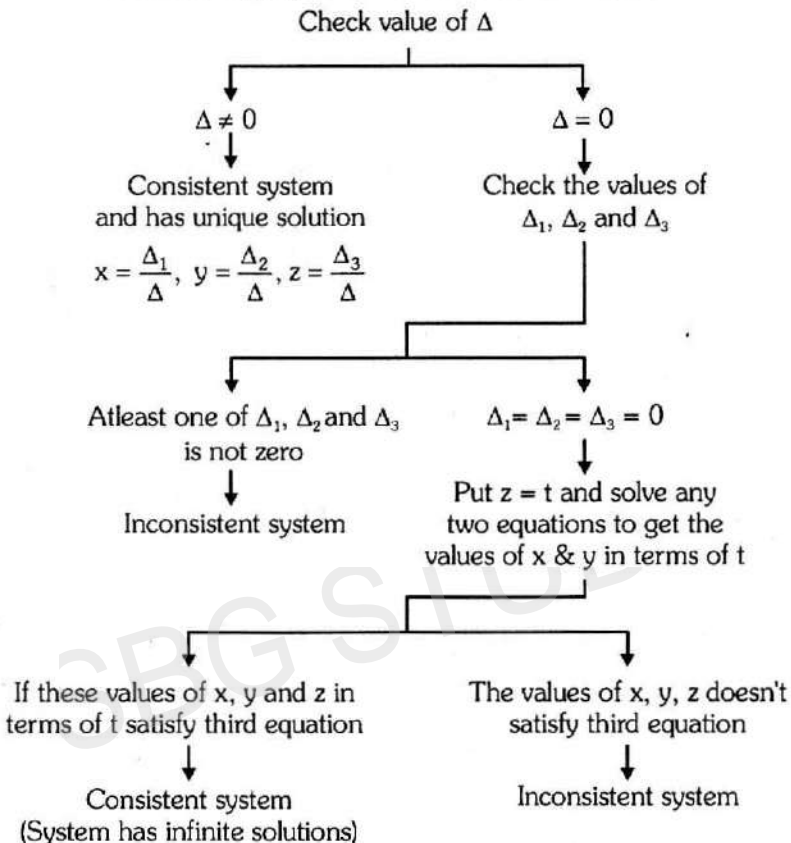 Check value of Δ
Δ ≠ 0
Δ = 0
Consistent system
and has unique solution
x = Δ₁/Δ, y = Δ₂/Δ, z = Δ₃/Δ
Check the values of
Δ₁, Δ₂ and Δ₃
Atleast one of Δ₁, Δ₂ and Δ₃
is not zero
Inconsistent system
Δ₁ = Δ₂ = Δ₃ = 0
Put z = t and solve any
two equations to get the
values of x & y in terms of t
If these values of x, y and z in
terms of t satisfy third equation
Consistent system
(System has infinite solutions)
The values of x, y, z doesn't
satisfy third equation
Inconsistent system
SBG